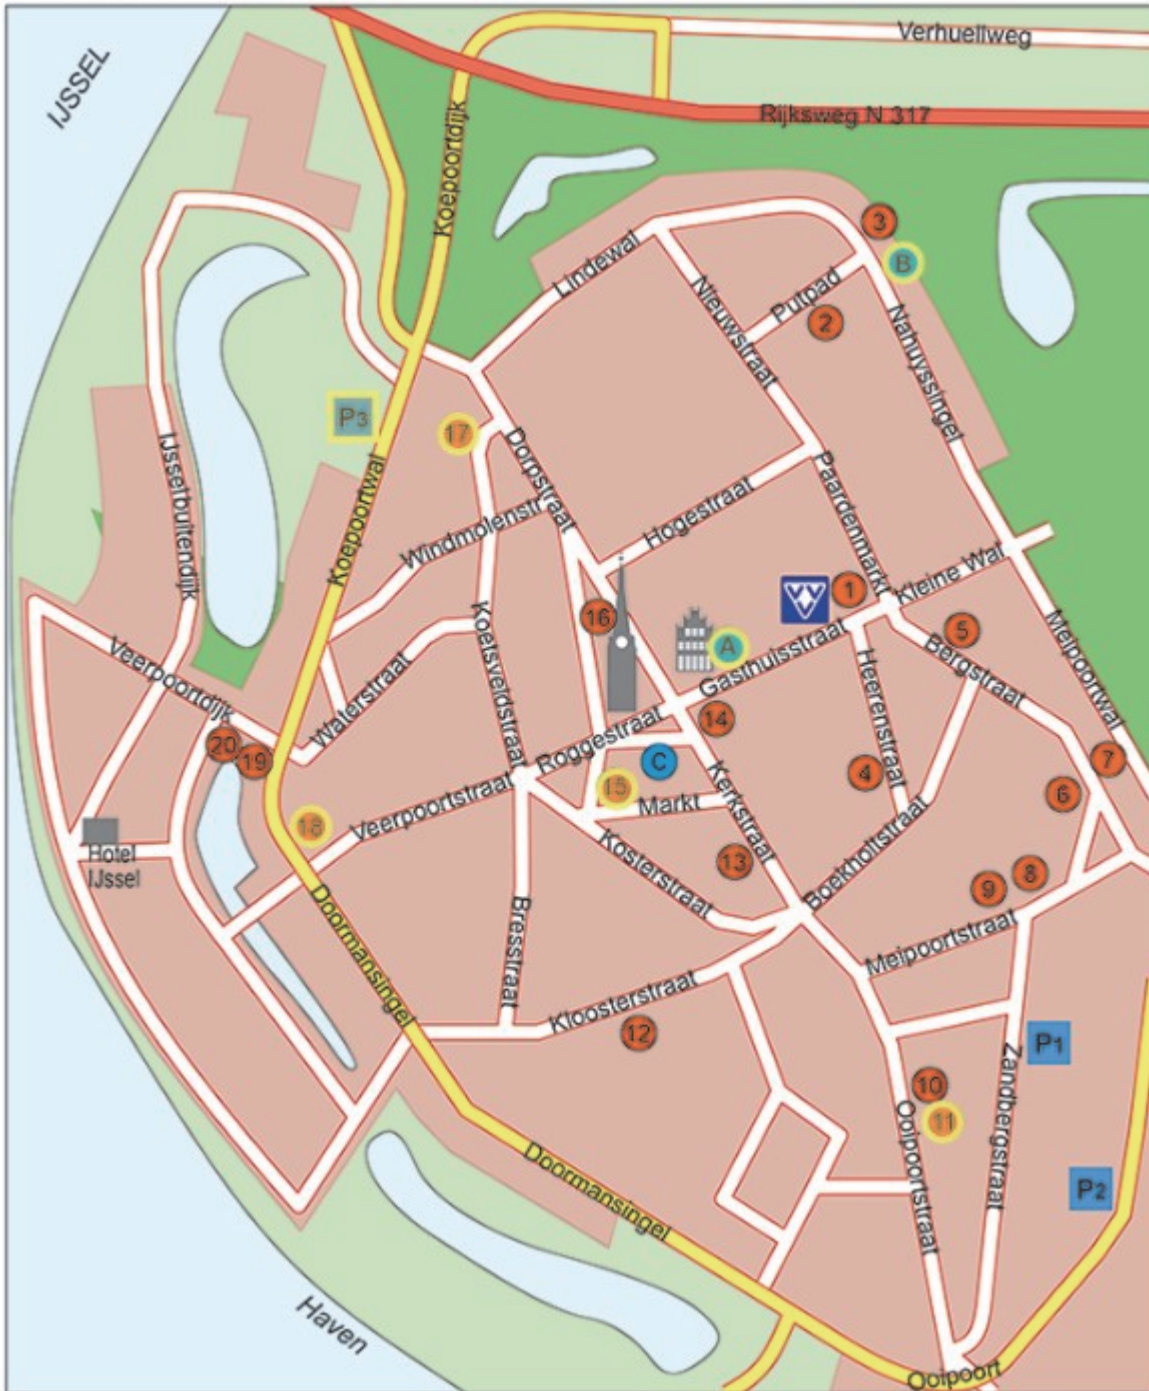 IJSSEL
Verhuellweg
Rijksweg N 317
Koepoortdijk
3
B
Lindewal
Nieuwstraat
Putpad
2
Nahuyssingel
P3
17
Dorpstraat
IJsselbuitendijk
Koepoortwal
Windmolenstr
Hogestraat
Paardenmarkt
Kleine Wal
1
16
A
5
Meipoortwal
Veerpoortdijk
Waterstraat
Koelsveldstraat
Gasthuisstraat
Heerenstraat
Bergstraat
20
19
Roggestraat
14
C
4
7
6
18
Veerpoortstraat
15
Markt
Kerkstraat
Hotel
IJssel
13
Boekholtstraat
9
8
Kosterstraat
Doormansingel
Bresstraat
Meipoortstraat
Kloosterstraat
12
P1
10
11
Ooipoortstraat
Zandbergstraat
P2
Doormansingel
Haven
Ooipoort